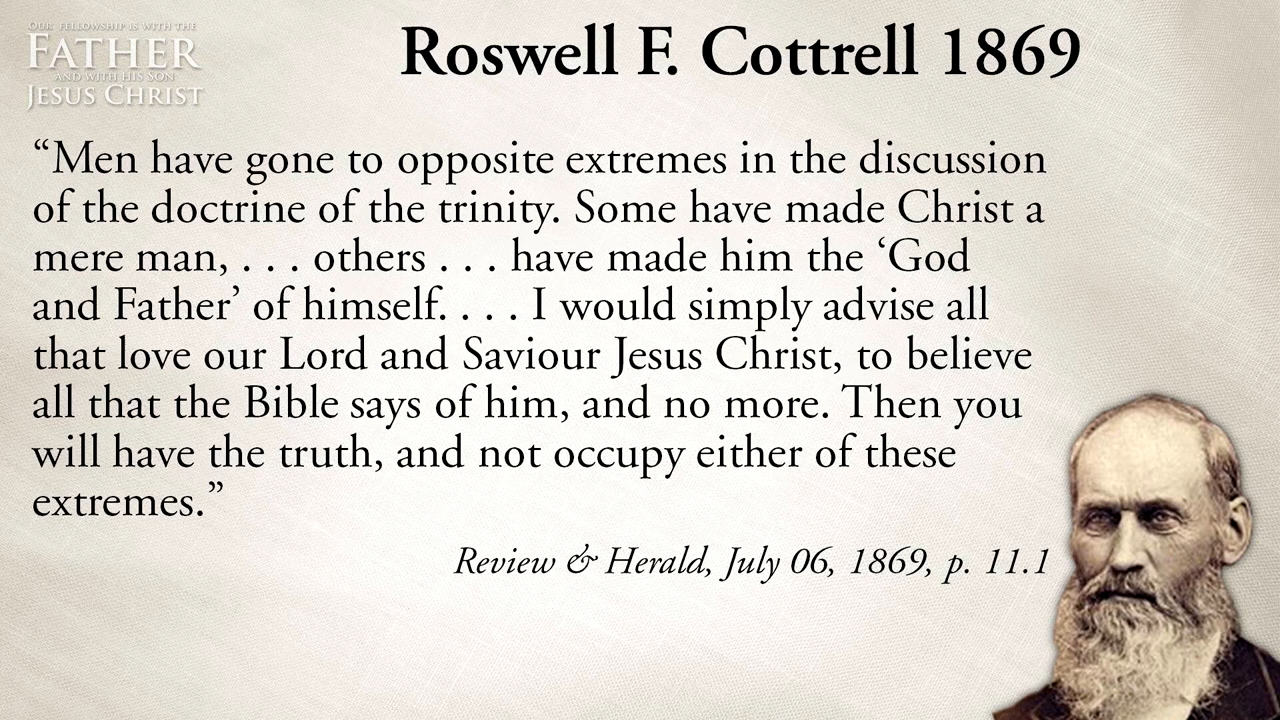 OUR FELLOWSHIP IS WITH THE
FATHER
AND WITH HIS SON
JESUS CHRIST
Roswell F. Cottrell 1869
“Men have gone to opposite extremes in the discussion
of the doctrine of the trinity. Some have made Christ a
mere man, . . . others . . . have made him the ‘God
and Father’ of himself. . . . I would simply advise all
that love our Lord and Saviour Jesus Christ, to believe
all that the Bible says of him, and no more. Then you
will have the truth, and not occupy either of these
extremes.”
Review & Herald, July 06, 1869, p. 11.1